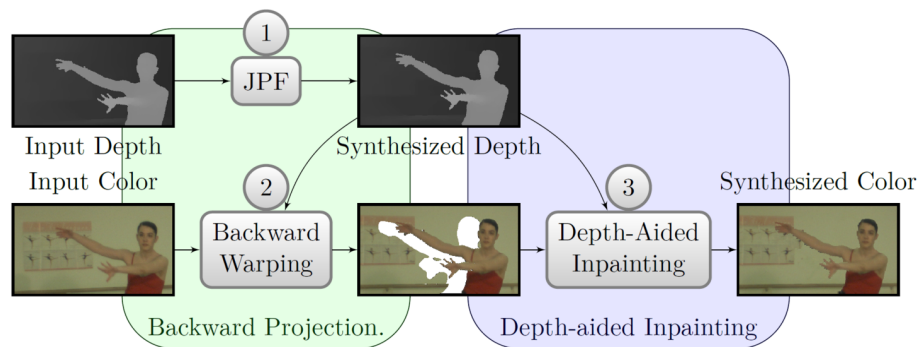 1
JPF
Input Depth
Synthesized Depth
Input Color
2
3
Synthesized Color
Backward
Warping
Depth-Aided
Inpainting
Backward Projection.
Depth-aided Inpainting